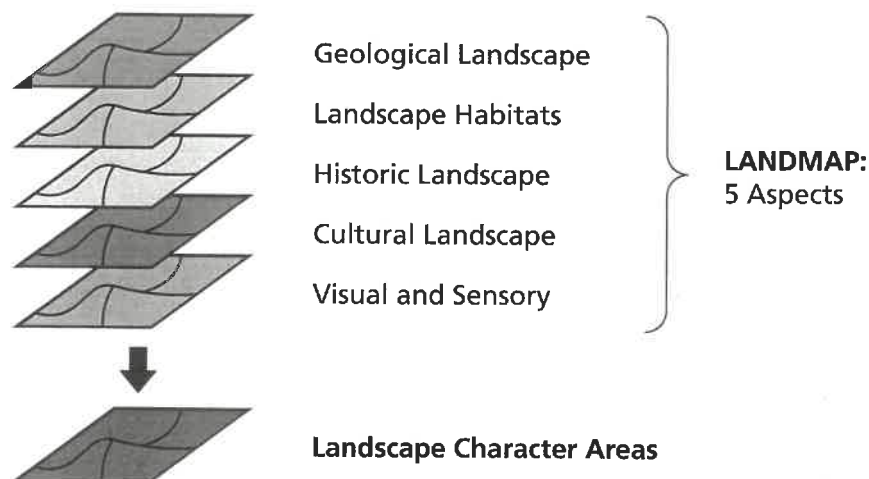 Geological Landscape
Landscape Habitats
Historic Landscape
Cultural Landscape
Visual and Sensory
LANDMAP:
5 Aspects
Landscape Character Areas